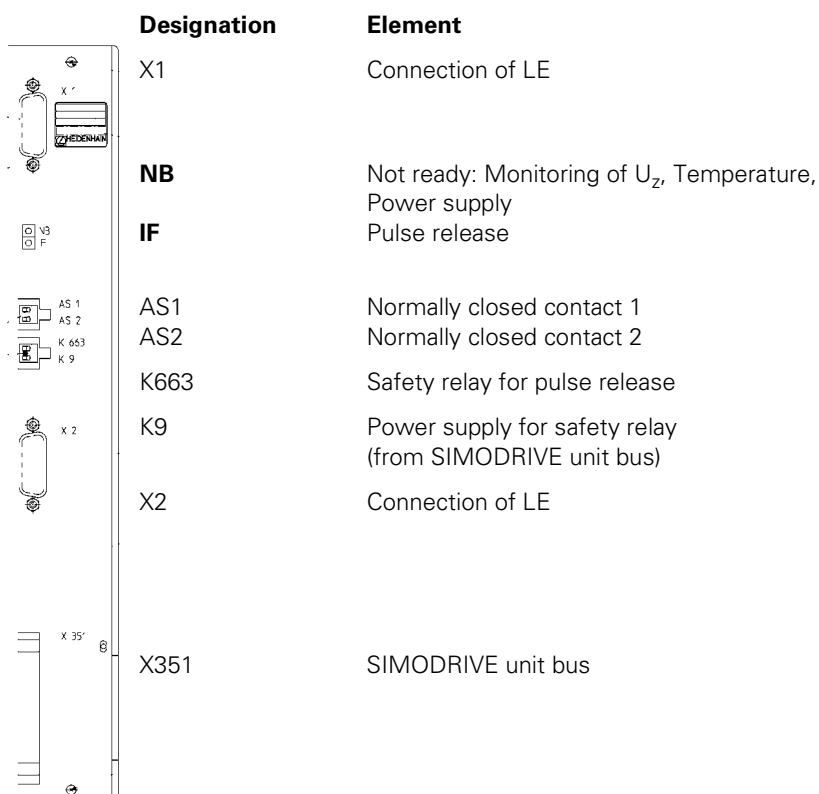 Designation Element
X1 Connection of LE
HEIDENHAIN
NB Not ready: Monitoring of Uz, Temperature,
Power supply
IF Pulse release
AS 1
AS 2
AS1 Normally closed contact 1
AS2 Normally closed contact 2
K 663
K 9
K663 Safety relay for pulse release
X 2
K9 Power supply for safety relay
(from SIMODRIVE unit bus)
X2 Connection of LE
X351 SIMODRIVE unit bus